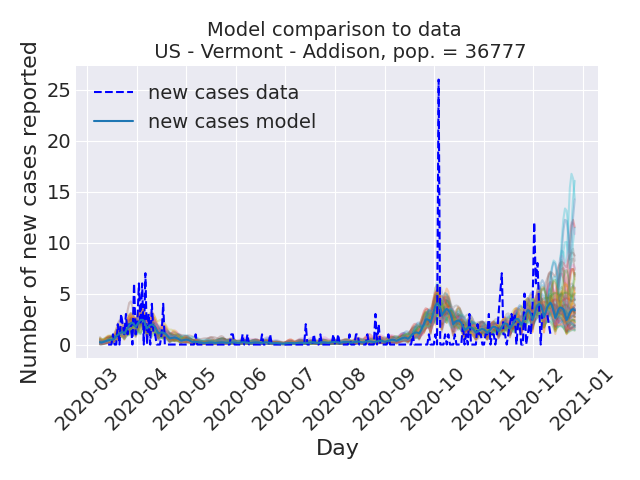 Model comparison to data
US - Vermont - Addison, pop. = 36777
Number of new cases reported
25
20
15
10
5
0
new cases data
new cases model
2020-03
2020-04
2020-05
2020-06
2020-07
2020-08
2020-09
2020-10
2020-11
2020-12
2021-01
Day